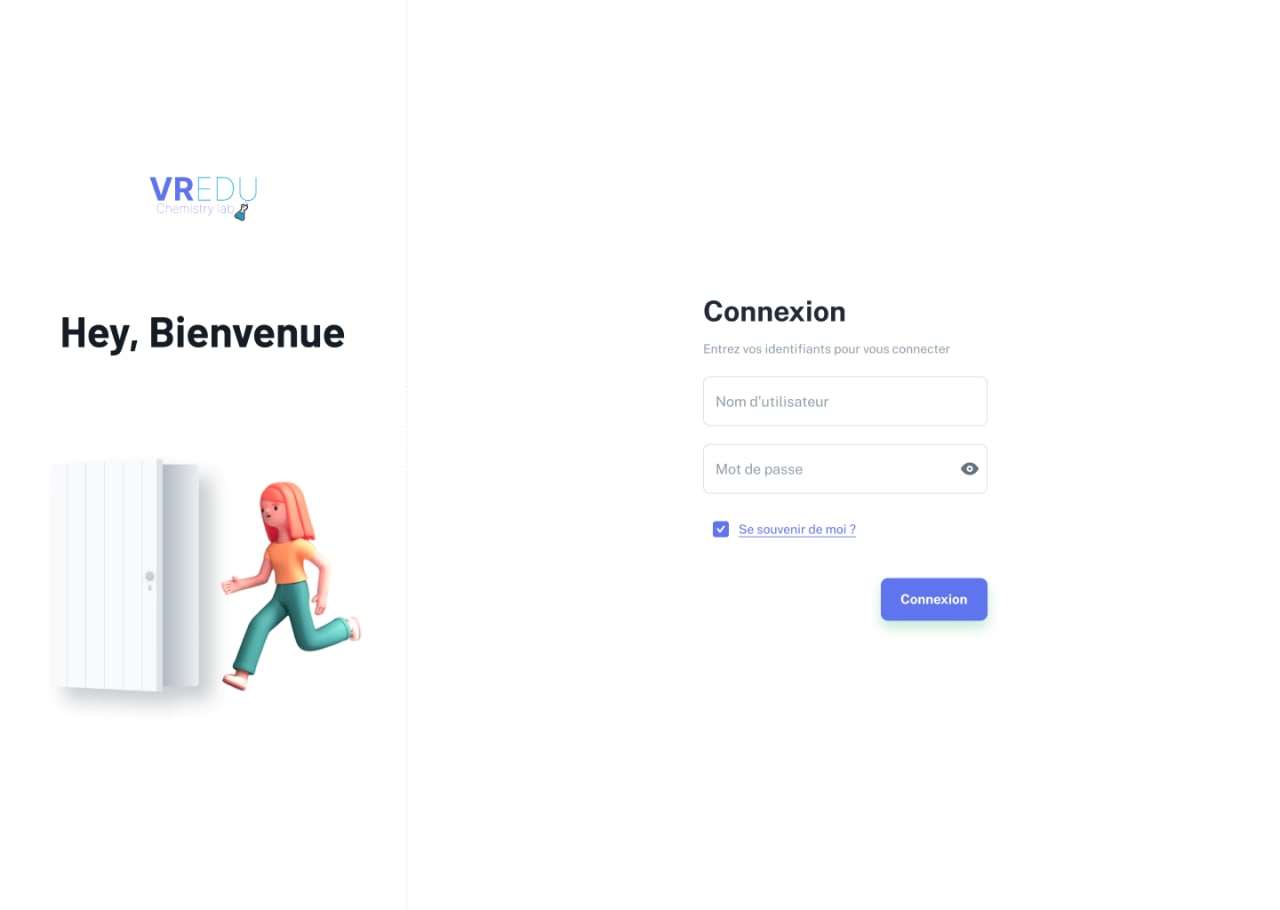 VREDU
Chemistry lab
Hey, Bienvenue
Connexion
Entrez vos identifiants pour vous connecter
Nom d'utilisateur
Mot de passe
Se souvenir de moi ?
Connexion